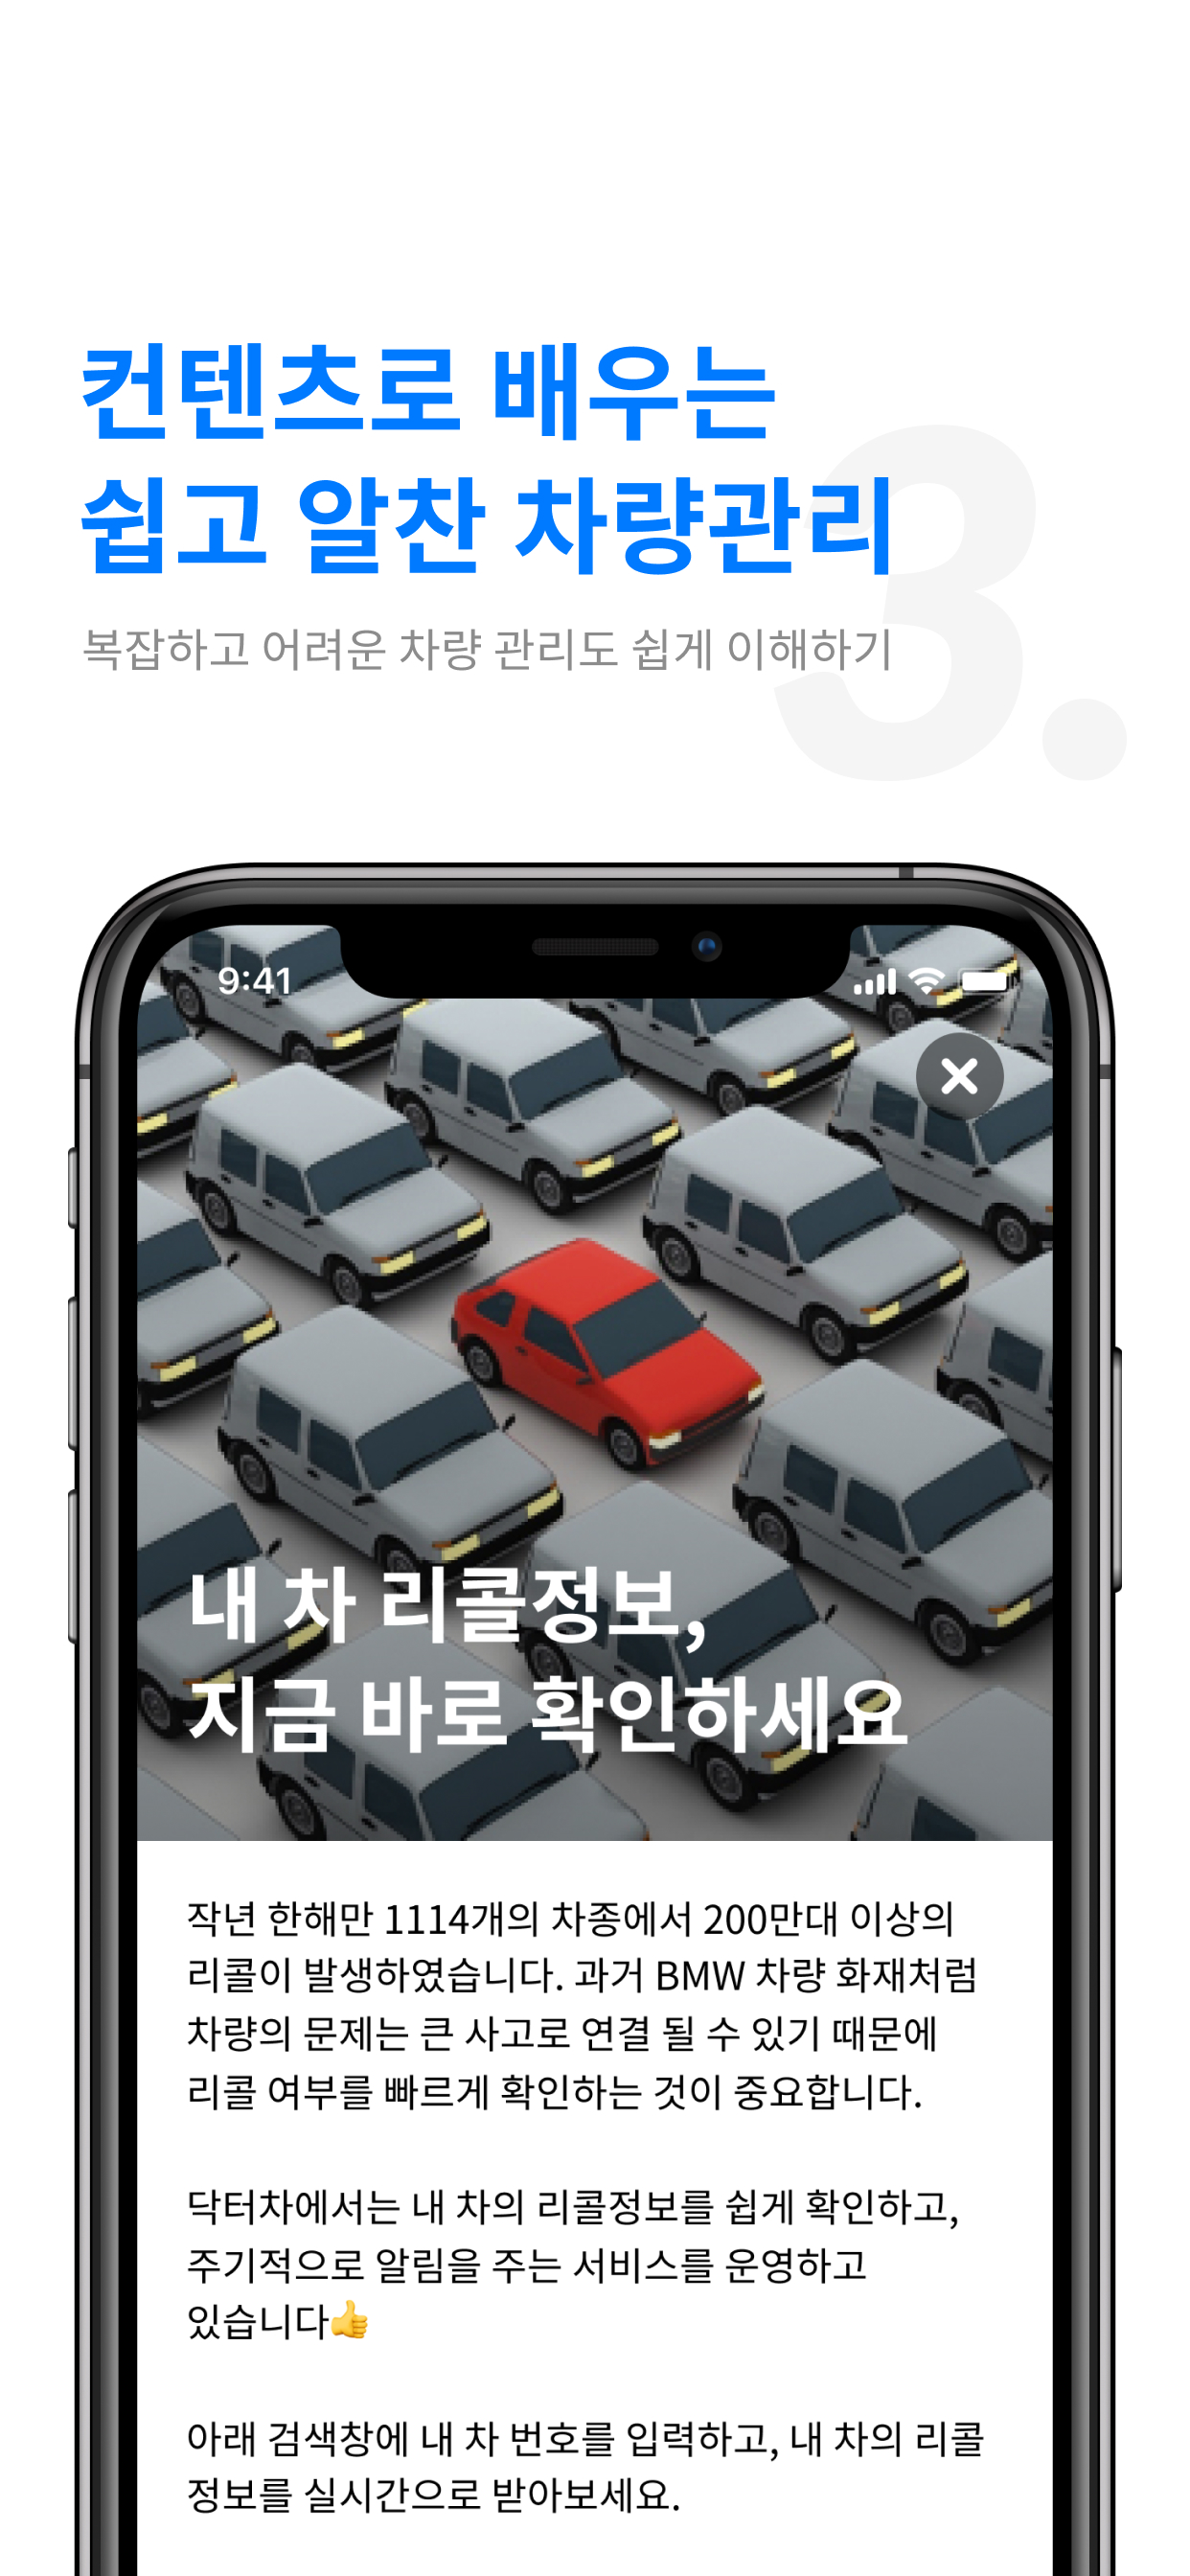 컨텐츠로 배우는
쉽고 알찬 차량관리
복잡하고 어려운 차량 관리도 쉽게 이해하기
3.
9:41
내 차 리콜정보,
지금 바로 확인하세요
작년 한해만 1114개의 차종에서 200만대 이상의
리콜이 발생하였습니다. 과거 BMW 차량 화재처럼
차량의 문제는 큰 사고로 연결 될 수 있기 때문에
리콜 여부를 빠르게 확인하는 것이 중요합니다.
닥터차에서는 내 차의 리콜정보를 쉽게 확인하고,
주기적으로 알림을 주는 서비스를 운영하고
있습니다👍
아래 검색창에 내 차 번호를 입력하고, 내 차의 리콜
정보를 실시간으로 받아보세요.